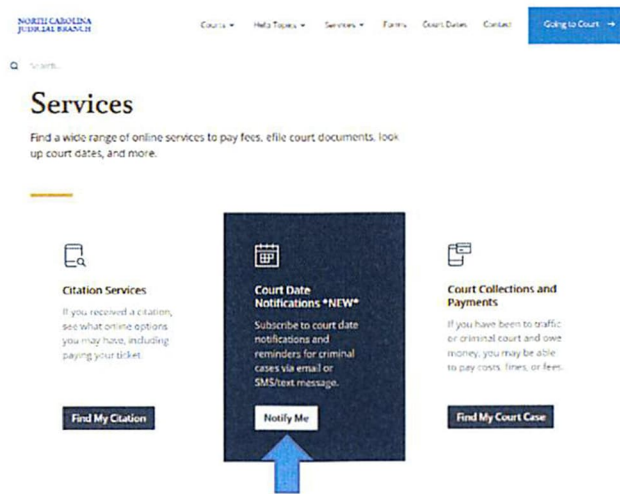 NORTH CAROLINA
JUDICIAL BRANCH
Courts Help Topics Services Forms Court Dates Contact Going to Court →
Search...
Services
Find a wide range of online services to pay fees, efile court documents, look
up court dates, and more.
Citation Services
If you received a citation,
see what online options
you may have, including
paying your ticket.
Find My Citation
Court Date
Notifications *NEW*
Subscribe to court date
notifications and
reminders for criminal
cases via email or
SMS/text message.
Notify Me
Court Collections and
Payments
If you have been to traffic
or criminal court and owe
money, you may be able
to pay costs, fines, or fees.
Find My Court Case